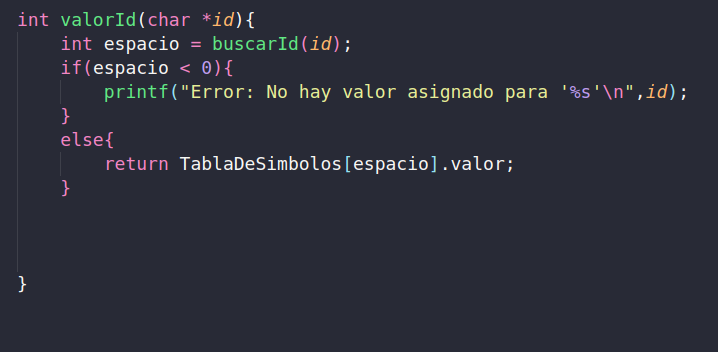 int valorId(char *id){
    int espacio = buscarId(id);
    if(espacio < 0){
        printf("Error: No hay valor asignado para '%s'\n",id);
    }
    else{
        return TablaDeSimbolos[espacio].valor;
    }
}